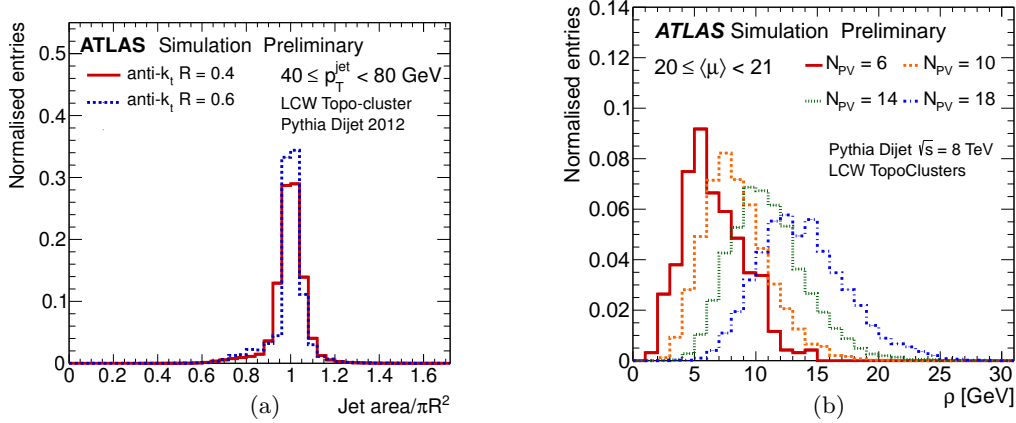 Normalised entries
0.5
0.4
0.3
0.2
0.1
0
ATLAS Simulation Preliminary
anti-k_t R = 0.4
anti-k_t R = 0.6
40 ≤ p_T^jet < 80 GeV
LCW Topo-cluster
Pythia Dijet 2012
0 0.2 0.4 0.6 0.8 1 1.2 1.4 1.6
Jet area/πR²
(a)
Normalised entries
0.14
0.12
0.1
0.08
0.06
0.04
0.02
0
ATLAS Simulation Preliminary
20 ≤ ⟨μ⟩ < 21
N_PV = 6 N_PV = 10
N_PV = 14 N_PV = 18
Pythia Dijet √s = 8 TeV
LCW TopoClusters
0 5 10 15 20 25 30
ρ [GeV]
(b)